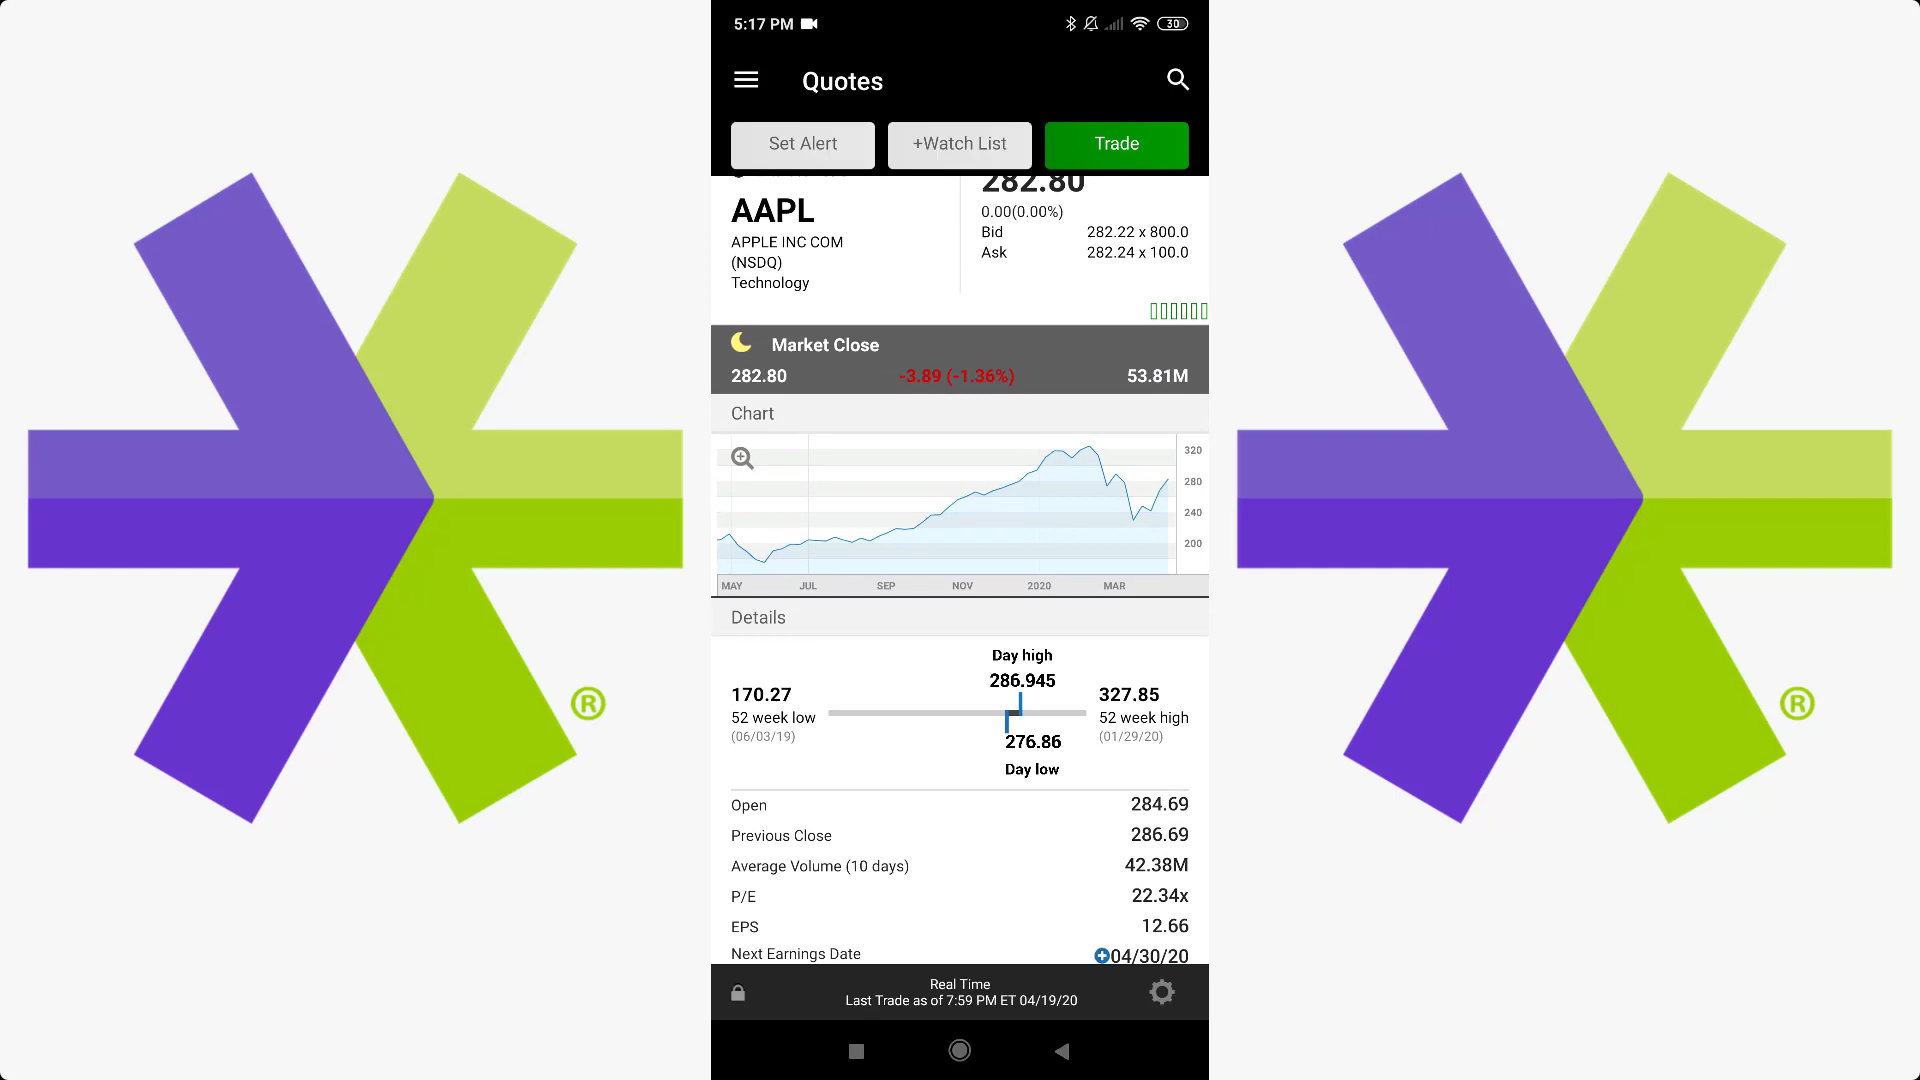 5:17 PM
30
Quotes
Set Alert
+Watch List
Trade
282.80
AAPL
0.00(0.00%)
APPLE INC COM
(NSDQ)
Technology
Bid 282.22 x 800.0
Ask 282.24 x 100.0
Market Close
282.80 -3.89 (-1.36%) 53.81M
Chart
320
280
240
200
MAY JUL SEP NOV 2020 MAR
Details
Day high
286.945
170.27
52 week low
(06/03/19)
327.85
52 week high
(01/29/20)
276.86
Day low
Open 284.69
Previous Close 286.69
Average Volume (10 days) 42.38M
P/E 22.34x
EPS 12.66
Next Earnings Date 04/30/20
Real Time
Last Trade as of 7:59 PM ET 04/19/20
®
®